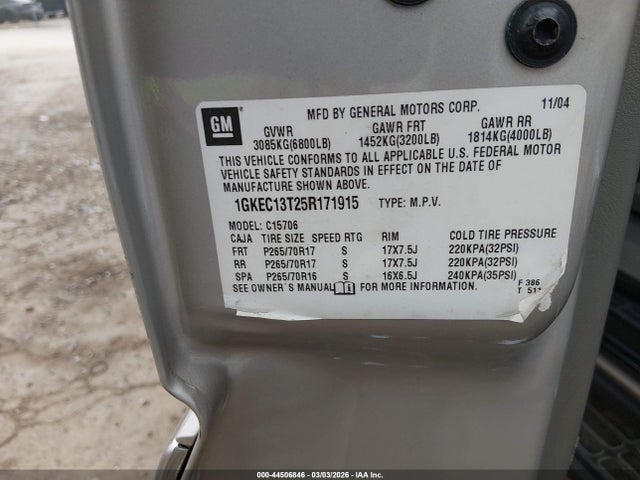 GM
MFD BY GENERAL MOTORS CORP. 11/04
GVWR GAWR FRT GAWR RR
3085KG(6800LB) 1452KG(3200LB) 1814KG(4000LB)
THIS VEHICLE CONFORMS TO ALL APPLICABLE U.S. FEDERAL MOTOR
VEHICLE SAFETY STANDARDS IN EFFECT ON THE DATE OF
MANUFACTURE SHOWN ABOVE.
1GKEC13T25R171915 TYPE: M.P.V.
MODEL: C15706
CAJA TIRE SIZE SPEED RTG RIM COLD TIRE PRESSURE
FRT P265/70R17 S 17X7.5J 220KPA(32PSI)
RR P265/70R17 S 17X7.5J 220KPA(32PSI)
SPA P265/70R16 S 16X6.5J 240KPA(35PSI)
SEE OWNER'S MANUAL FOR MORE INFORMATION.
F 386
T
000-44506846 - 03/03/2026 - IAA Inc.